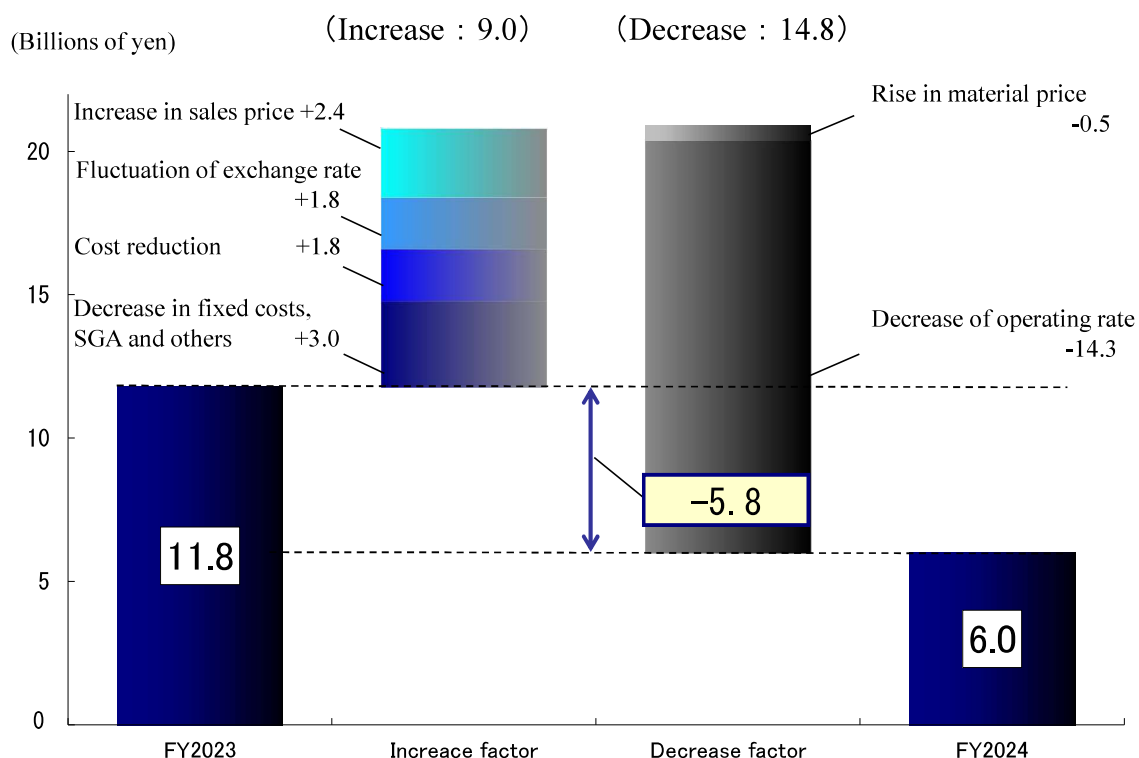 (Billions of yen)
（Increase：9.0）
（Decrease：14.8）
Increase in sales price +2.4
Fluctuation of exchange rate
+1.8
Cost reduction +1.8
Decrease in fixed costs,
SGA and others +3.0
Rise in material price
-0.5
Decrease of operating rate
-14.3
20
15
10
5
0
11.8
-5.8
6.0
FY2023
Increace factor
Decrease factor
FY2024